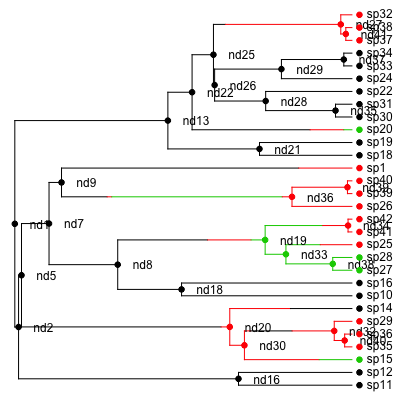 sp32
nd27 sp38
nd41 sp37
nd25 sp34
nd37
nd29 sp33
sp24
nd26
nd22 sp22
nd28 sp31
nd35
sp30
nd13
sp20
sp19
nd21
sp18
sp1
nd9 sp40
nd39
sp39
nd36
sp26
sp42
nd1 nd7 nd34
sp41
nd19
sp25
nd33 sp28
nd8 nd38
sp27
nd5
sp16
nd18
sp10
sp14
sp29
nd2 nd20 nd32
sp36
nd40
nd30 sp35
sp15
sp12
nd16
sp11